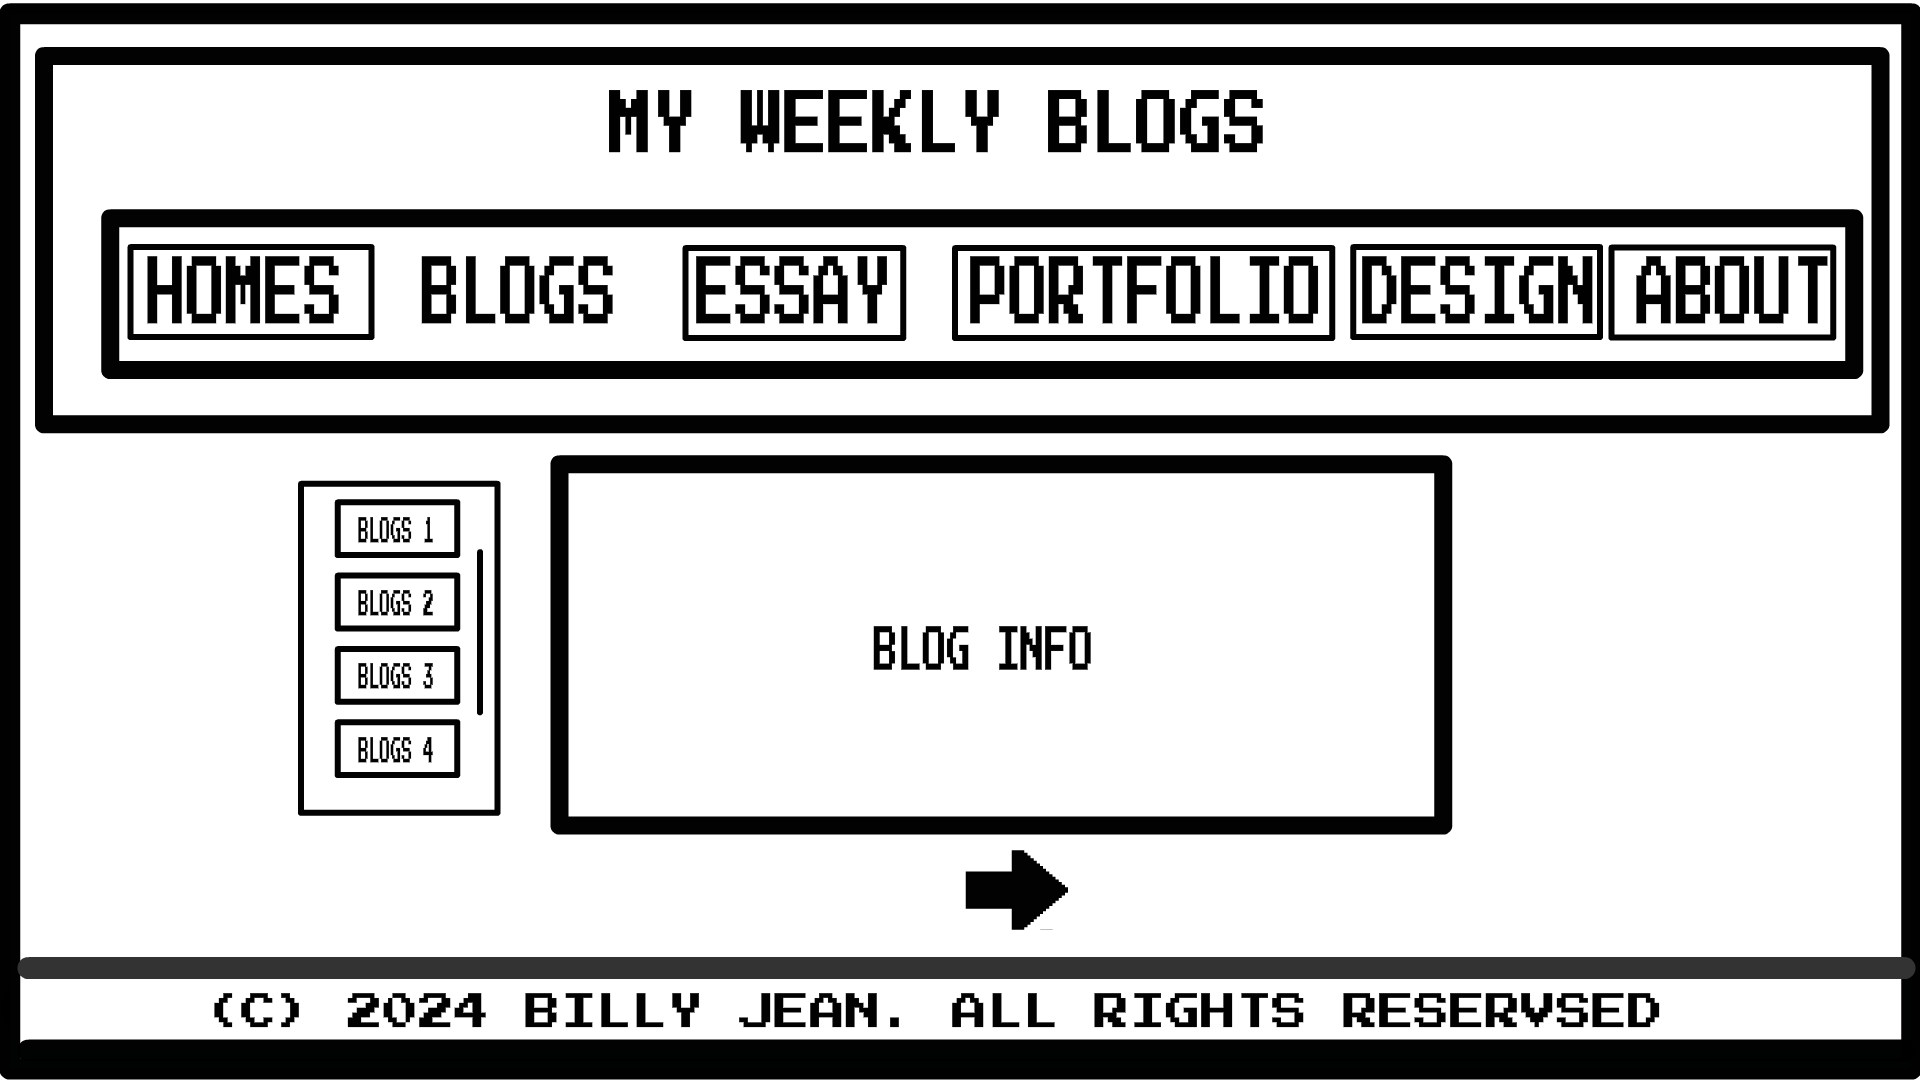 MY WEEKLY BLOGS
HOMES BLOGS ESSAY PORTFOLIO DESIGN ABOUT
BLOGS 1
BLOGS 2
BLOGS 3
BLOGS 4
BLOG INFO
(C) 2024 BILLY JEAN. ALL RIGHTS RESERVSED